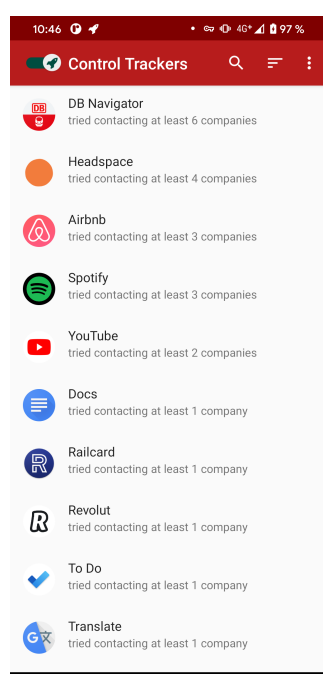 10:46 4G+ 97 %
Control Trackers
DB
DB Navigator
tried contacting at least 6 companies
Headspace
tried contacting at least 4 companies
Airbnb
tried contacting at least 3 companies
Spotify
tried contacting at least 3 companies
YouTube
tried contacting at least 2 companies
Docs
tried contacting at least 1 company
Railcard
tried contacting at least 1 company
Revolut
tried contacting at least 1 company
To Do
tried contacting at least 1 company
Translate
tried contacting at least 1 company